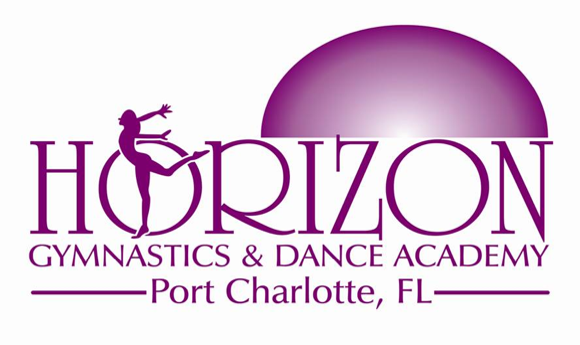 HORIZON
GYMNASTICS & DANCE ACADEMY
Port Charlotte, FL